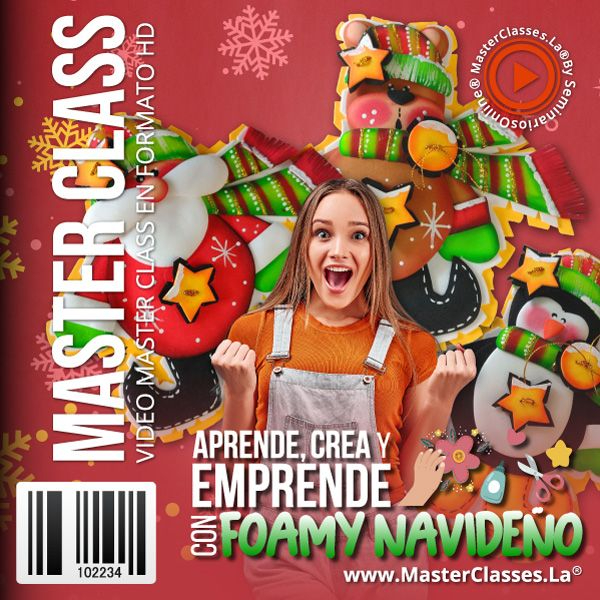 MASTER CLASS
VIDEO MASTER CLASS EN FORMATO HD
MasterClasses.La® By SeminariosOnline®
APRENDE, CREA Y
EMPRENDE
CON FOAMY NAVIDEÑO
102234
www.MasterClasses.La®